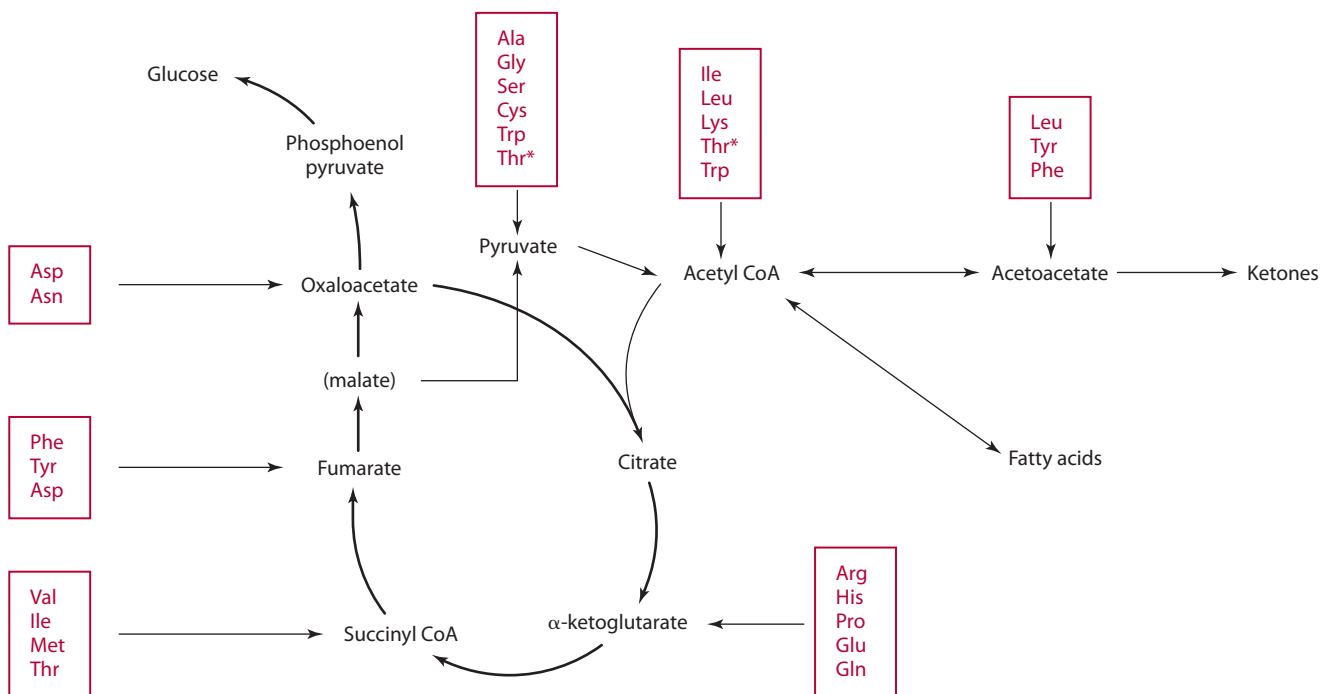 Ala
Gly
Ser
Cys
Trp
Thr*
Ile
Leu
Lys
Thr*
Trp
Leu
Tyr
Phe
Glucose
Phosphoenol
pyruvate
Pyruvate
Asp
Asn
Oxaloacetate
Acetyl CoA
Acetoacetate
Ketones
(malate)
Phe
Tyr
Asp
Fumarate
Citrate
Fatty acids
Val
Ile
Met
Thr
Succinyl CoA
α-ketoglutarate
Arg
His
Pro
Glu
Gln